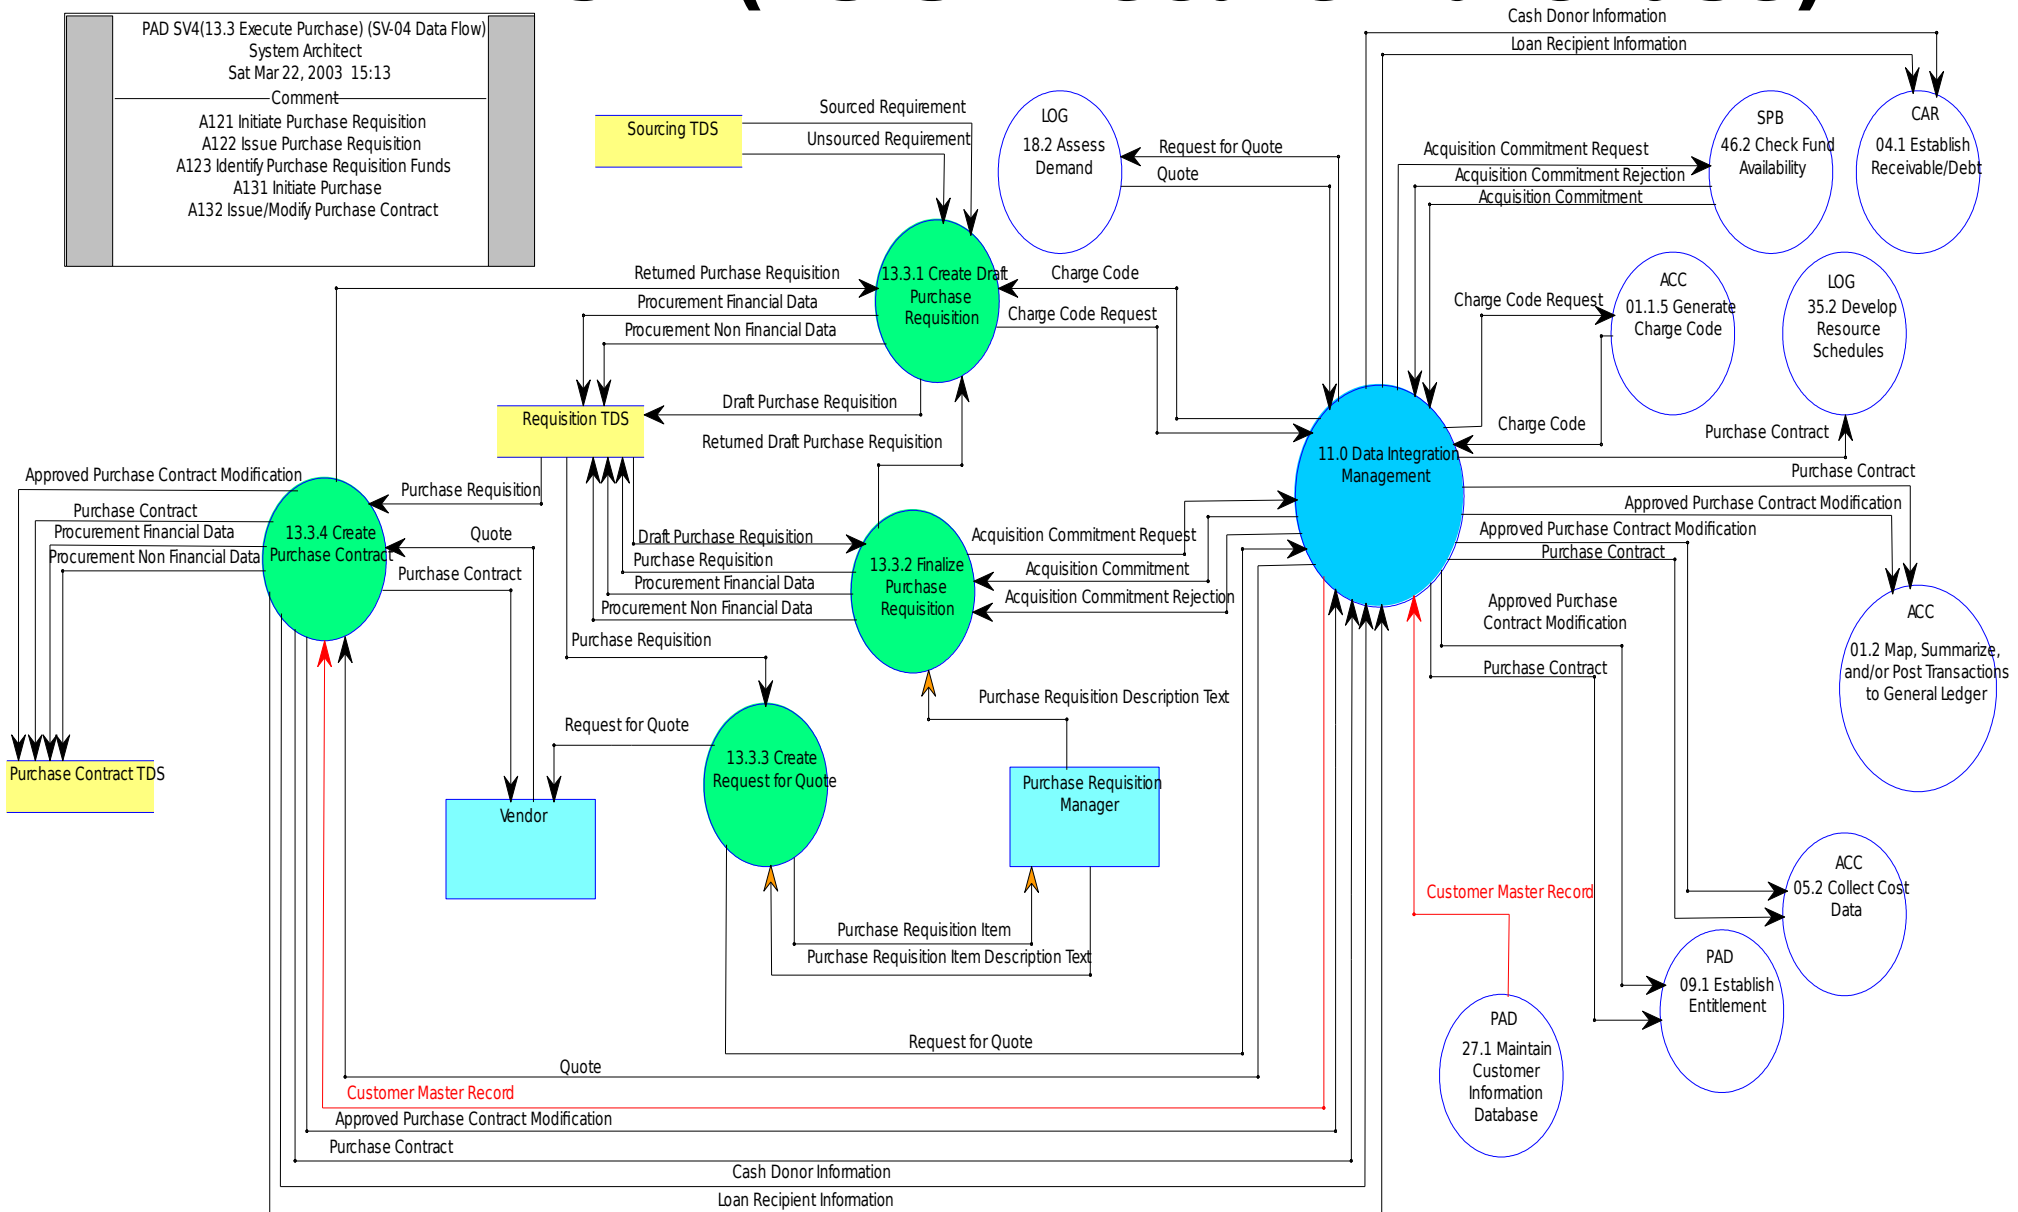 PAD SV4(13.3 Execute Purchase) (SV-04 Data Flow)
System Architect
Sat Mar 22, 2003 15:13
Comment
A121 Initiate Purchase Requisition
A122 Issue Purchase Requisition
A123 Identify Purchase Requisition Funds
A131 Initiate Purchase
A132 Issue/Modify Purchase Contract
Cash Donor Information
Loan Recipient Information
Sourcing TDS
Sourced Requirement
Unsourced Requirement
LOG
18.2 Assess
Demand
Request for Quote
Quote
Acquisition Commitment Request
Acquisition Commitment Rejection
Acquisition Commitment
SPB
46.2 Check Fund
Availability
CAR
04.1 Establish
Receivable/Debt
Returned Purchase Requisition
Procurement Financial Data
Procurement Non Financial Data
13.3.1 Create Draft
Purchase
Requisition
Charge Code
Charge Code Request
Charge Code Request
ACC
01.1.5 Generate
Charge Code
LOG
35.2 Develop
Resource
Schedules
Draft Purchase Requisition
Requisition TDS
Returned Draft Purchase Requisition
Charge Code
Purchase Contract
11.0 Data Integration
Management
Purchase Contract
Approved Purchase Contract Modification
Approved Purchase Contract Modification
Purchase Contract
Approved Purchase Contract Modification
Purchase Contract
Procurement Financial Data
Procurement Non Financial Data
Purchase Requisition
13.3.4 Create
Purchase Contract
Quote
Purchase Contract
Draft Purchase Requisition
Purchase Requisition
Procurement Financial Data
Procurement Non Financial Data
13.3.2 Finalize
Purchase
Requisition
Acquisition Commitment Request
Acquisition Commitment
Acquisition Commitment Rejection
Approved Purchase
Contract Modification
Purchase Contract
ACC
01.2 Map, Summarize,
and/or Post Transactions
to General Ledger
Purchase Requisition
Purchase Requisition Description Text
Request for Quote
13.3.3 Create
Request for Quote
Purchase Requisition
Manager
Purchase Contract TDS
Vendor
Customer Master Record
ACC
05.2 Collect Cost
Data
Purchase Requisition Item
Purchase Requisition Item Description Text
PAD
09.1 Establish
Entitlement
PAD
27.1 Maintain
Customer
Information
Database
Request for Quote
Quote
Customer Master Record
Approved Purchase Contract Modification
Purchase Contract
Cash Donor Information
Loan Recipient Information